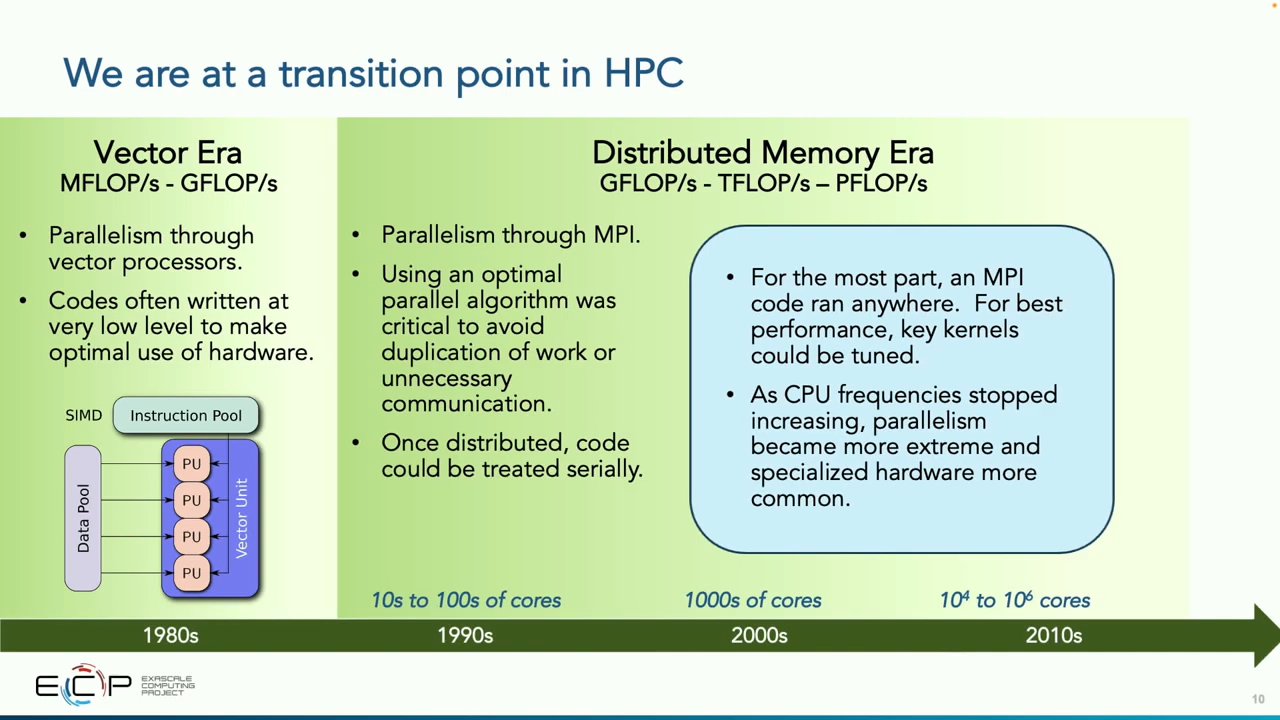 We are at a transition point in HPC
Vector Era
MFLOP/s - GFLOP/s
• Parallelism through
vector processors.
• Codes often written at
very low level to make
optimal use of hardware.
SIMD
Instruction Pool
Data Pool
PU
PU
PU
PU
Vector Unit
Distributed Memory Era
GFLOP/s - TFLOP/s – PFLOP/s
• Parallelism through MPI.
• Using an optimal
parallel algorithm was
critical to avoid
duplication of work or
unnecessary
communication.
• Once distributed, code
could be treated serially.
• For the most part, an MPI
code ran anywhere. For best
performance, key kernels
could be tuned.
• As CPU frequencies stopped
increasing, parallelism
became more extreme and
specialized hardware more
common.
10s to 100s of cores
1000s of cores
10⁴ to 10⁶ cores
1980s
1990s
2000s
2010s
ECP
EXASCALE
COMPUTING
PROJECT
10